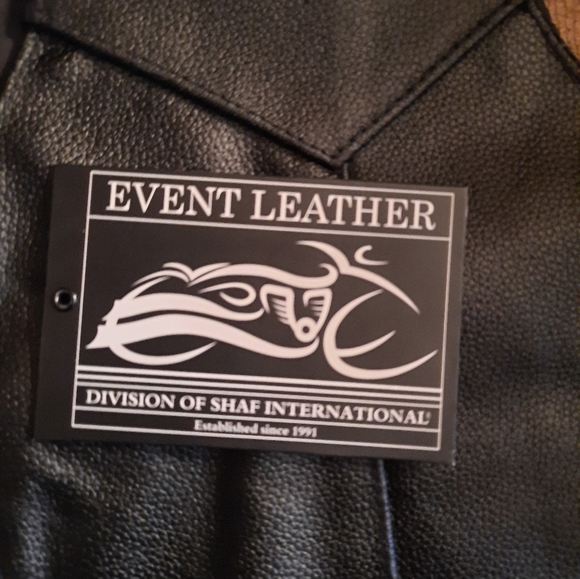 EVENT LEATHER
DIVISION OF SHAF INTERNATIONAL
Established since 1991